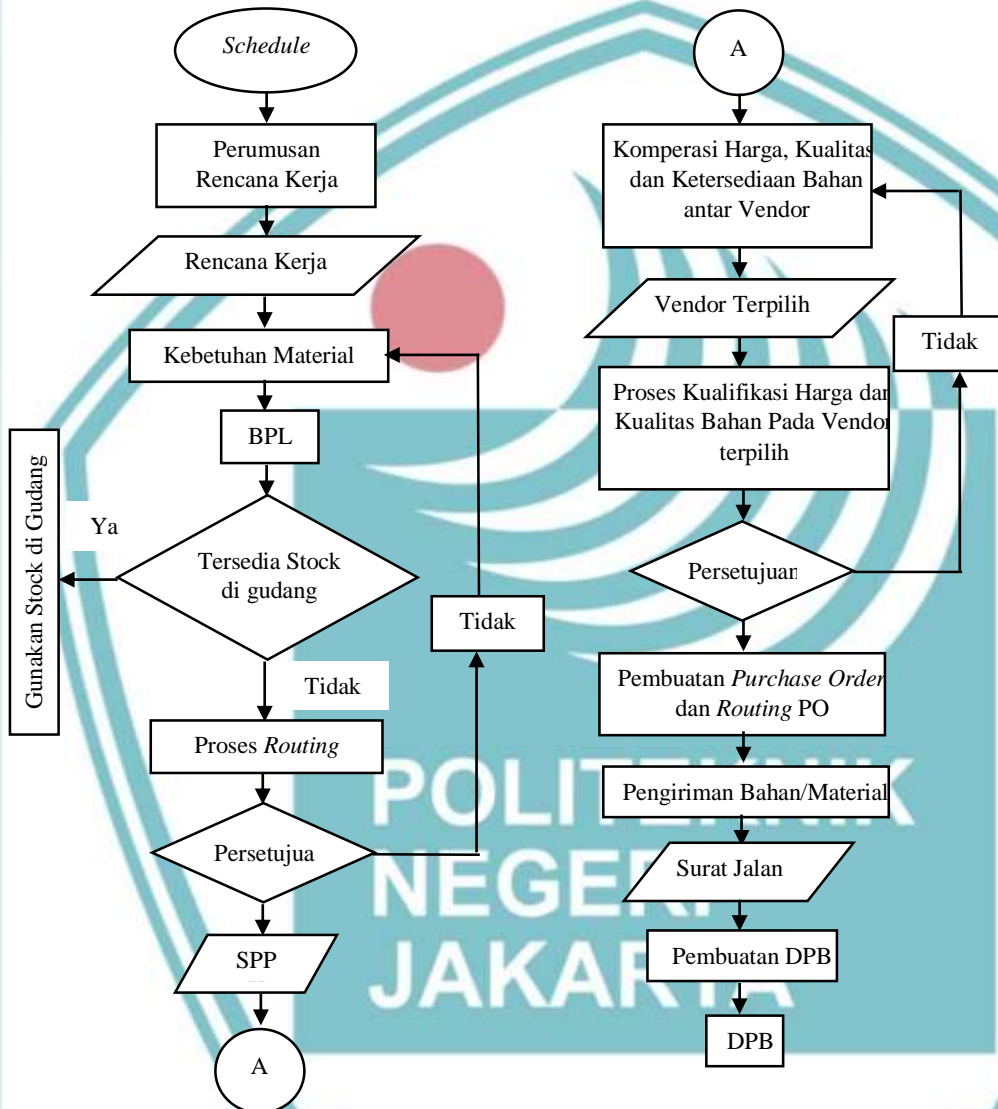 Schedule
Perumusan
Rencana Kerja
Rencana Kerja
Kebetuhan Material
BPL
Gunakan Stock di Gudang
Ya
Tersedia Stock
di gudang
Tidak
Tidak
Proses Routing
Persetujua
SPP
A
A
Komperasi Harga, Kualitas
dan Ketersediaan Bahan
antar Vendor
Vendor Terpilih
Tidak
Proses Kualifikasi Harga dan
Kualitas Bahan Pada Vendor
terpilih
Persetujuan
Pembuatan Purchase Order
dan Routing PO
Pengiriman Bahan/Material
Surat Jalan
Pembuatan DPB
DPB
POLITEKNIK
NEGERI
JAKARTA